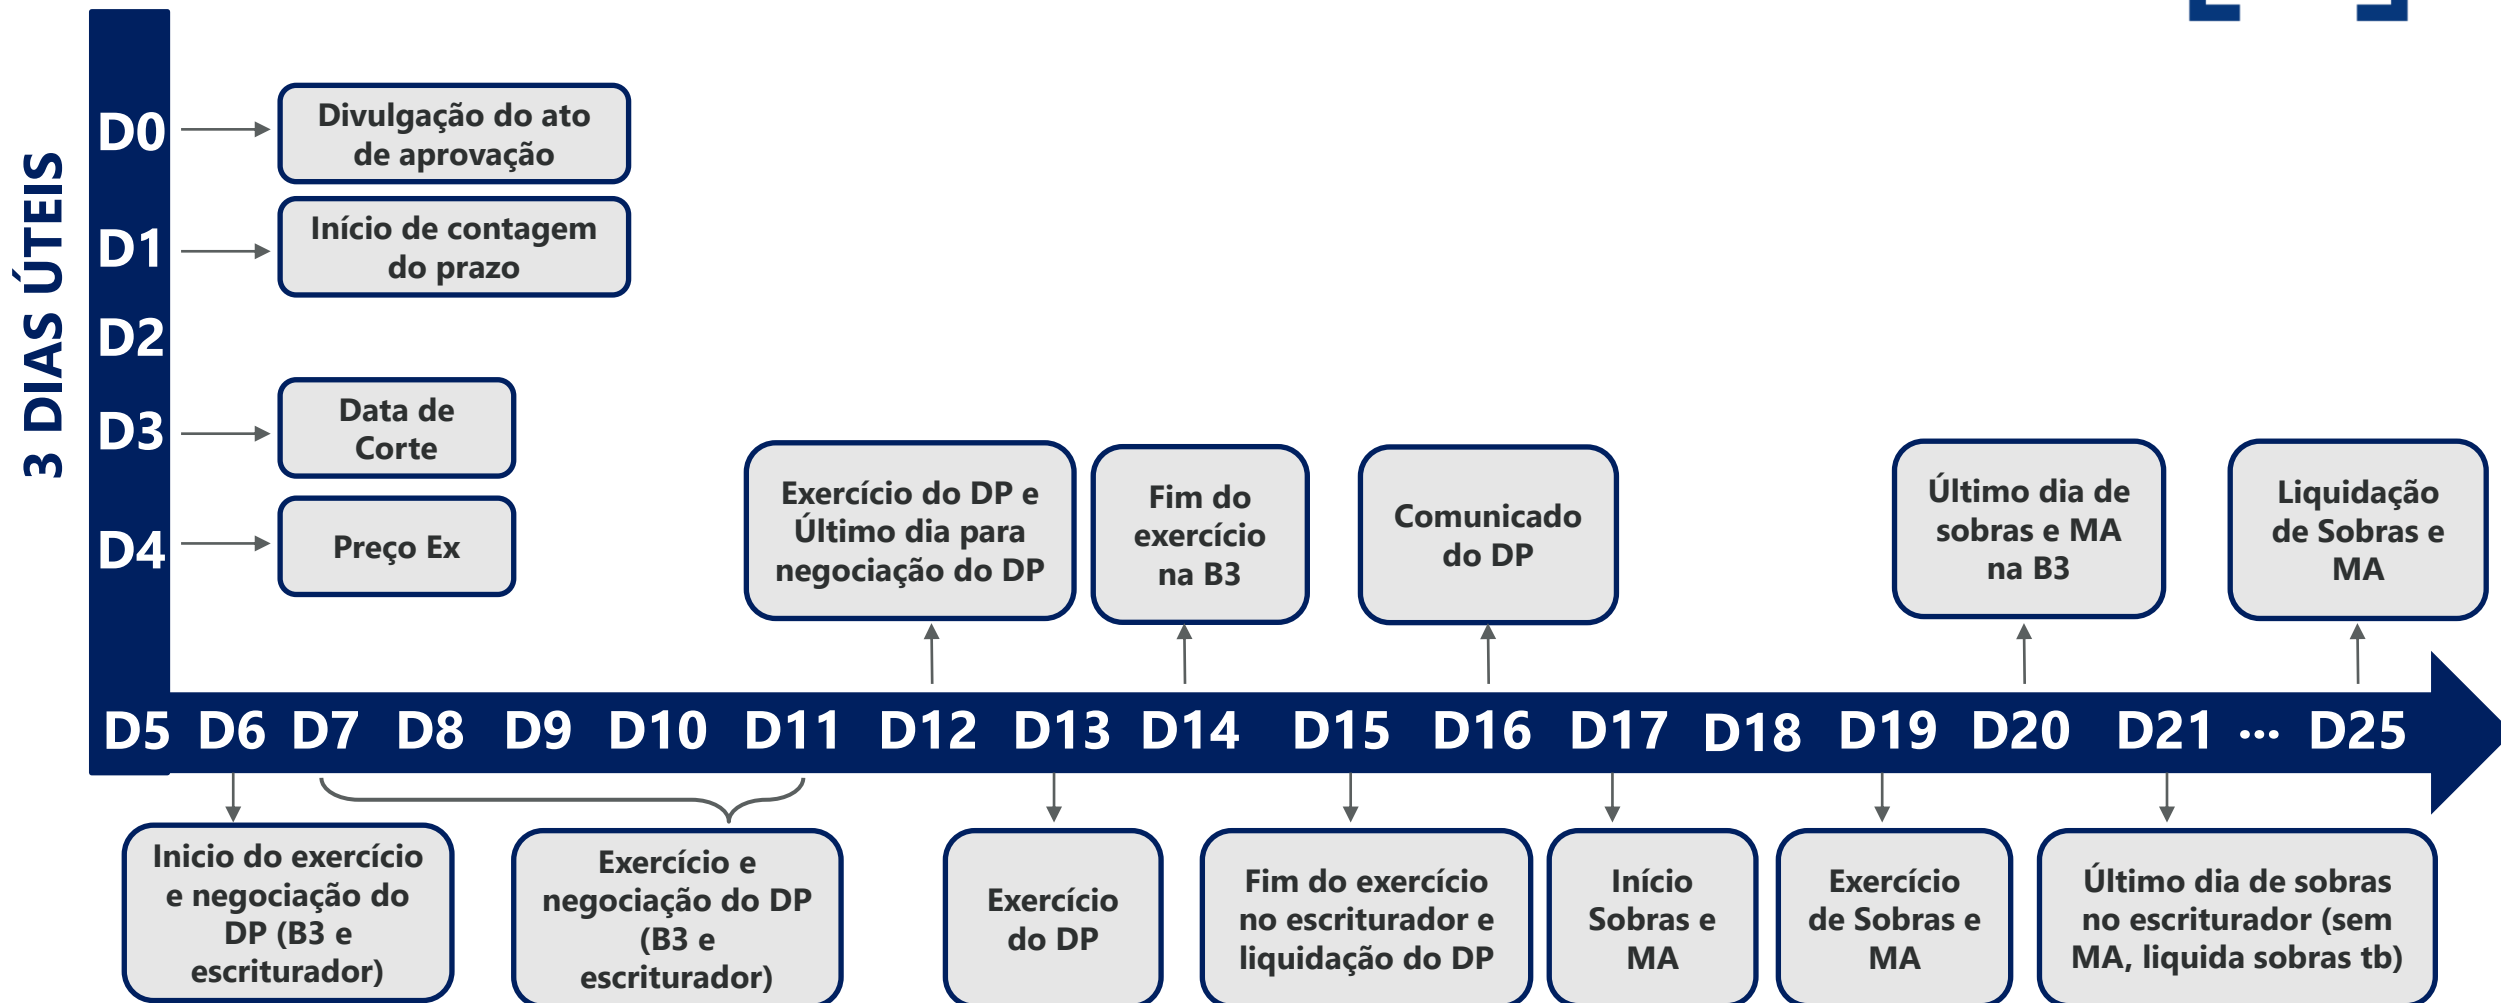 3 DIAS ÚTEIS
D0
Divulgação do ato
de aprovação
D1
Início de contagem
do prazo
D2
D3
Data de
Corte
D4
Preço Ex
Exercício do DP e
Último dia para
negociação do DP
Fim do
exercício
na B3
Comunicado
do DP
Último dia de
sobras e MA
na B3
Liquidação
de Sobras e
MA
D5 D6 D7 D8 D9 D10 D11 D12 D13 D14 D15 D16 D17 D18 D19 D20 D21 ... D25
Inicio do exercício
e negociação do
DP (B3 e
escriturador)
Exercício e
negociação do DP
(B3 e
escriturador)
Exercício
do DP
Fim do exercício
no escriturador e
liquidação do DP
Início
Sobras e
MA
Exercício
de Sobras e
MA
Último dia de sobras
no escriturador (sem
MA, liquida sobras tb)